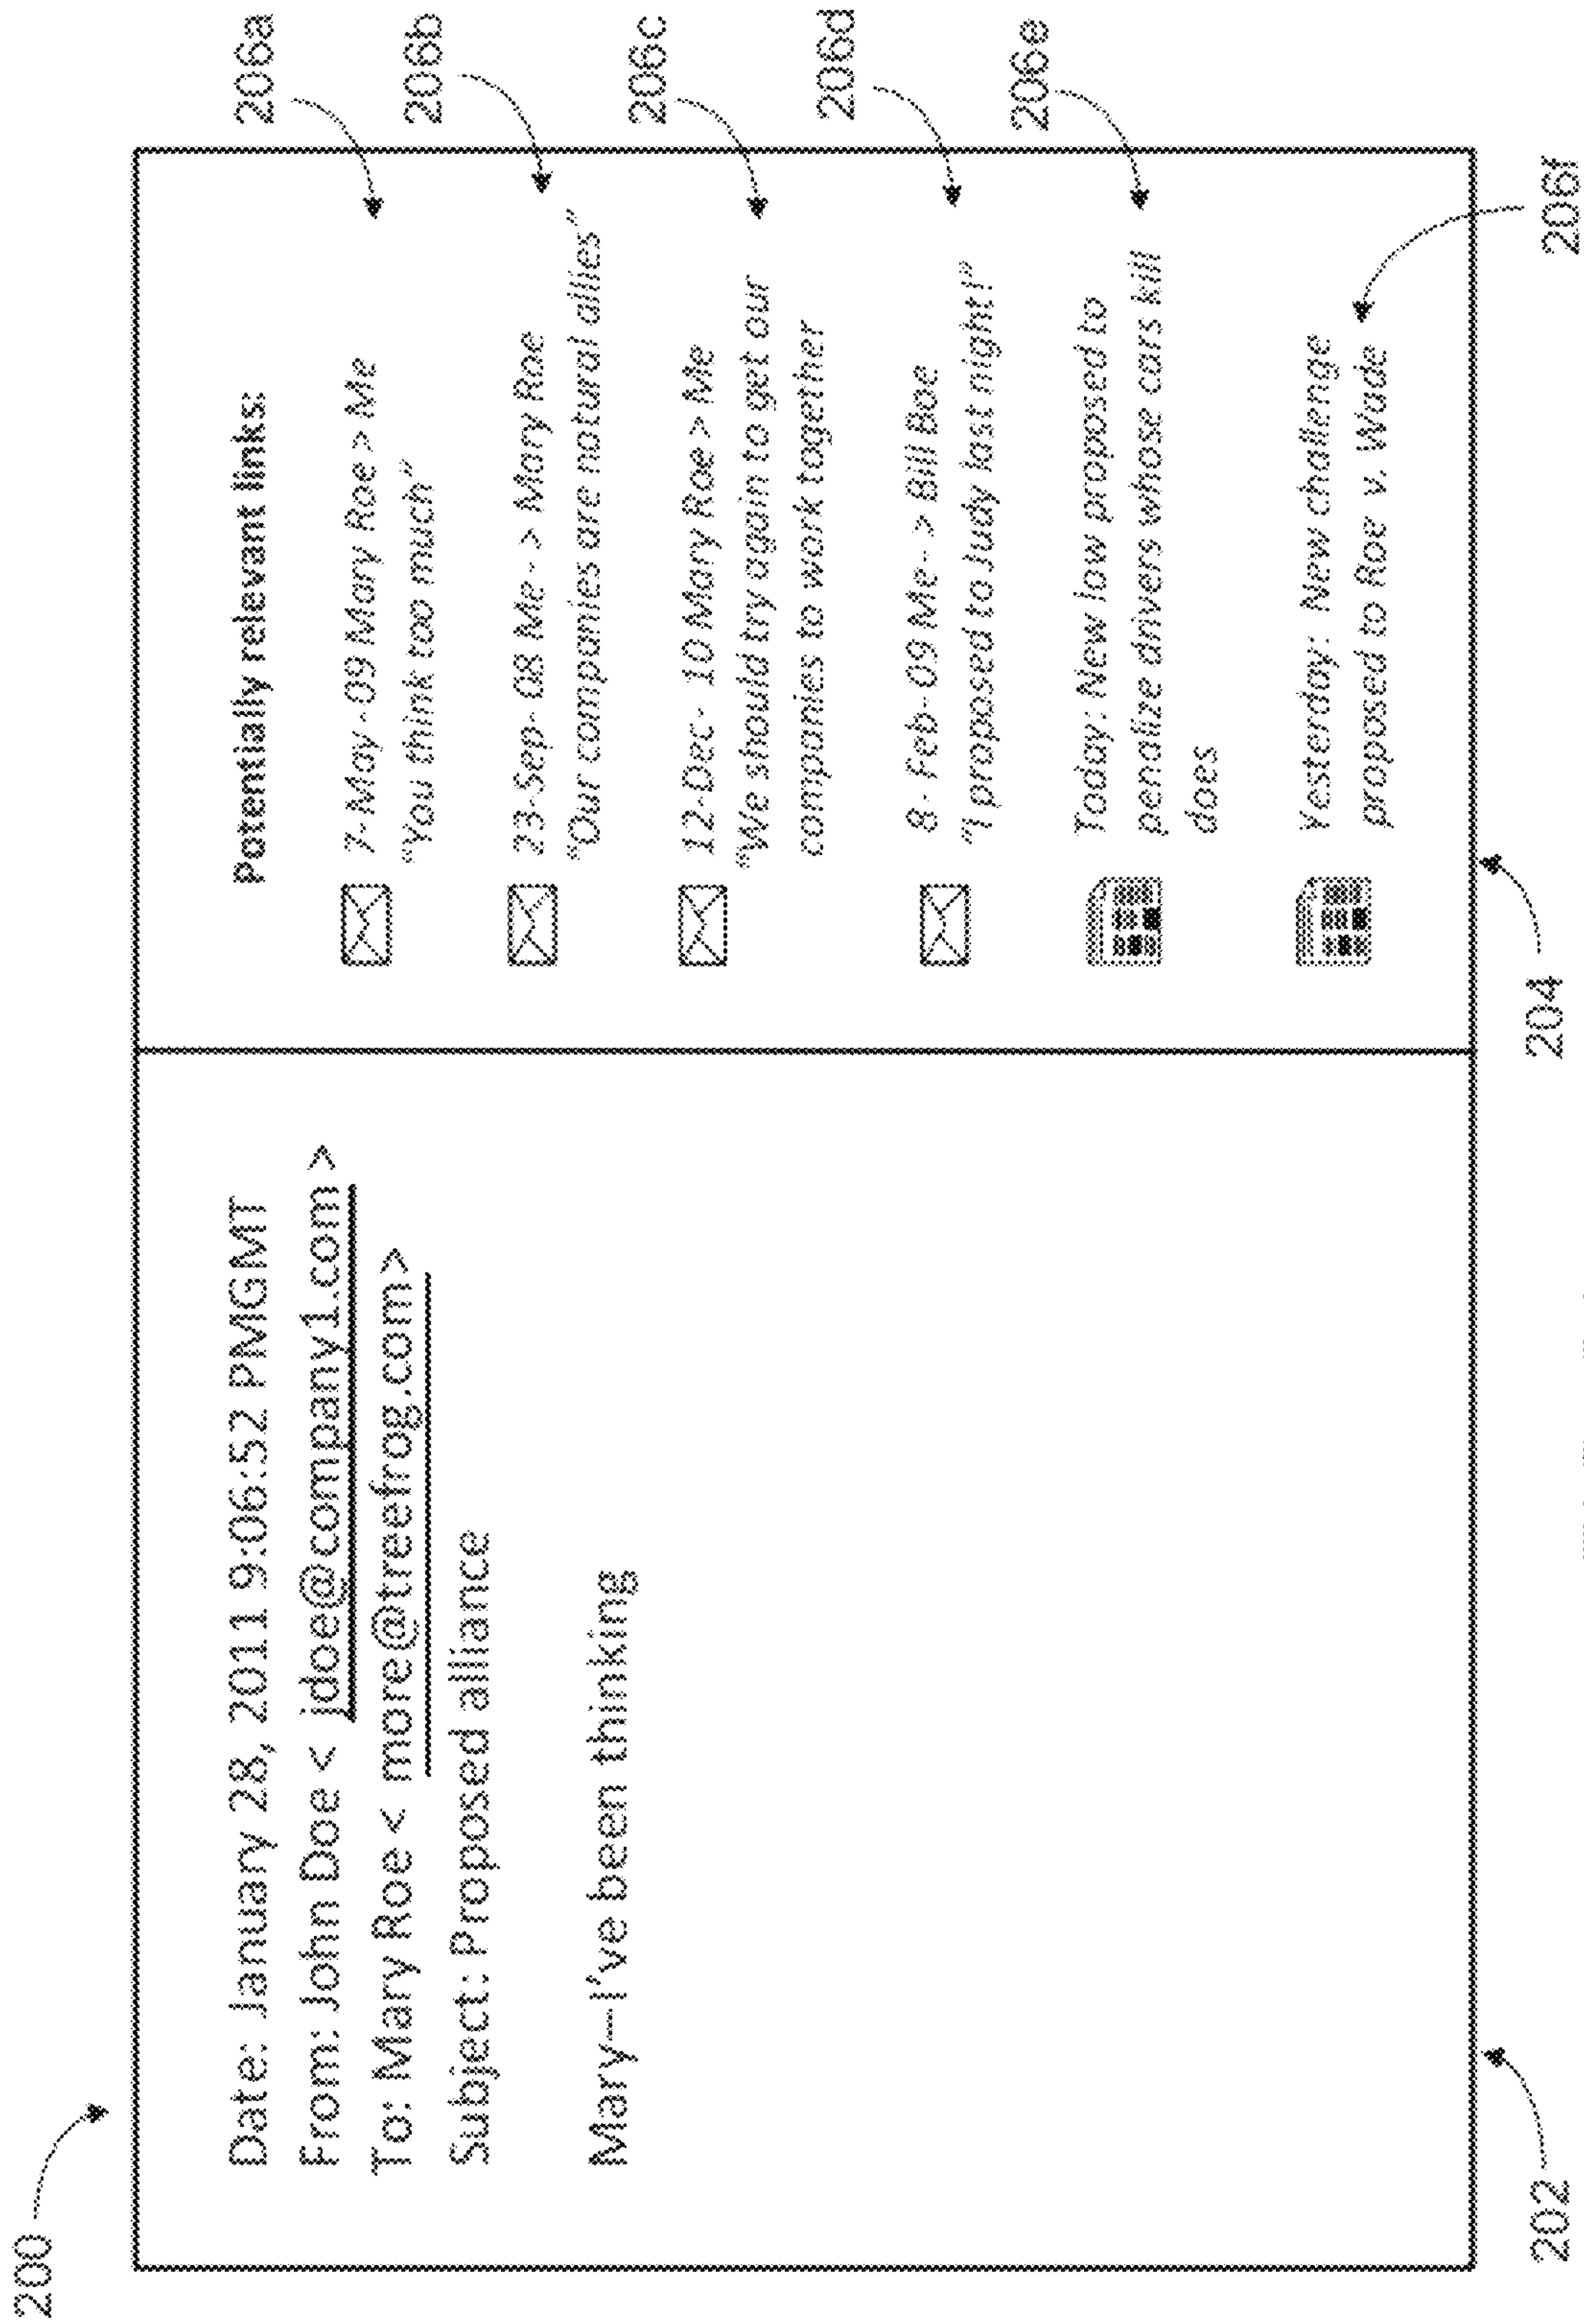 200
Date: January 28, 2011 9:06:52 PMGMT
From: John Doe < jdoe@company1.com >
To: Mary Roe < more@treefrog.com>
Subject: Proposed alliance
Mary—I've been thinking
202
Potentially relevant links:
7-May -09 Mary Roe > Me
"You think too much"
206a
23-Sep- 08 Me- > Mary Roe
"Our companies are natural allies"
206b
12-Dec- 10 Mary Roe > Me
"We should try again to get our
companies to work together
206c
8 - Feb- 09 Me- > Bill Boe
"I proposed to Judy last night!"
206d
Today: New low proposed to
penalize drivers whose cars kill
does
206e
Yesterday: New challenge
proposed to Roe v. Wade
206f
204